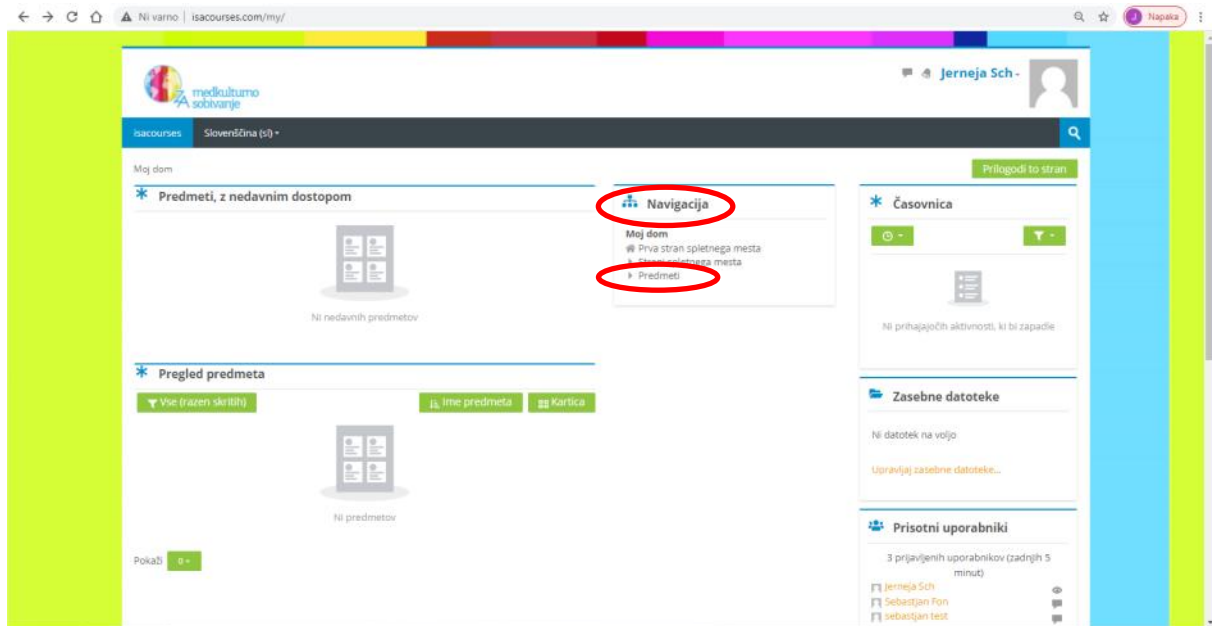 Ni varno | isacourses.com/my/
J Napaka
medkulturno
ZA sobivanje
Jerneja Sch
isacourses Slovenščina (sl)
Moj dom
Prilagodi to stran
Predmeti, z nedavnim dostopom
Ni nedavnih predmetov
Pregled predmeta
Vse (razen skritih)
Ime predmeta
Kartica
Ni predmetov
Pokaži 0
Navigacija
Moj dom
Prva stran spletnega mesta
Strani spletnega mesta
Predmeti
Časovnica
Ni prihajajočih aktivnosti, ki bi zapadle
Zasebne datoteke
Ni datotek na voljo
Upravljaj zasebne datoteke...
Prisotni uporabniki
3 prijavljenih uporabnikov (zadnjih 5
minut)
Jerneja Sch
Sebastjan Fon
sebastjan test